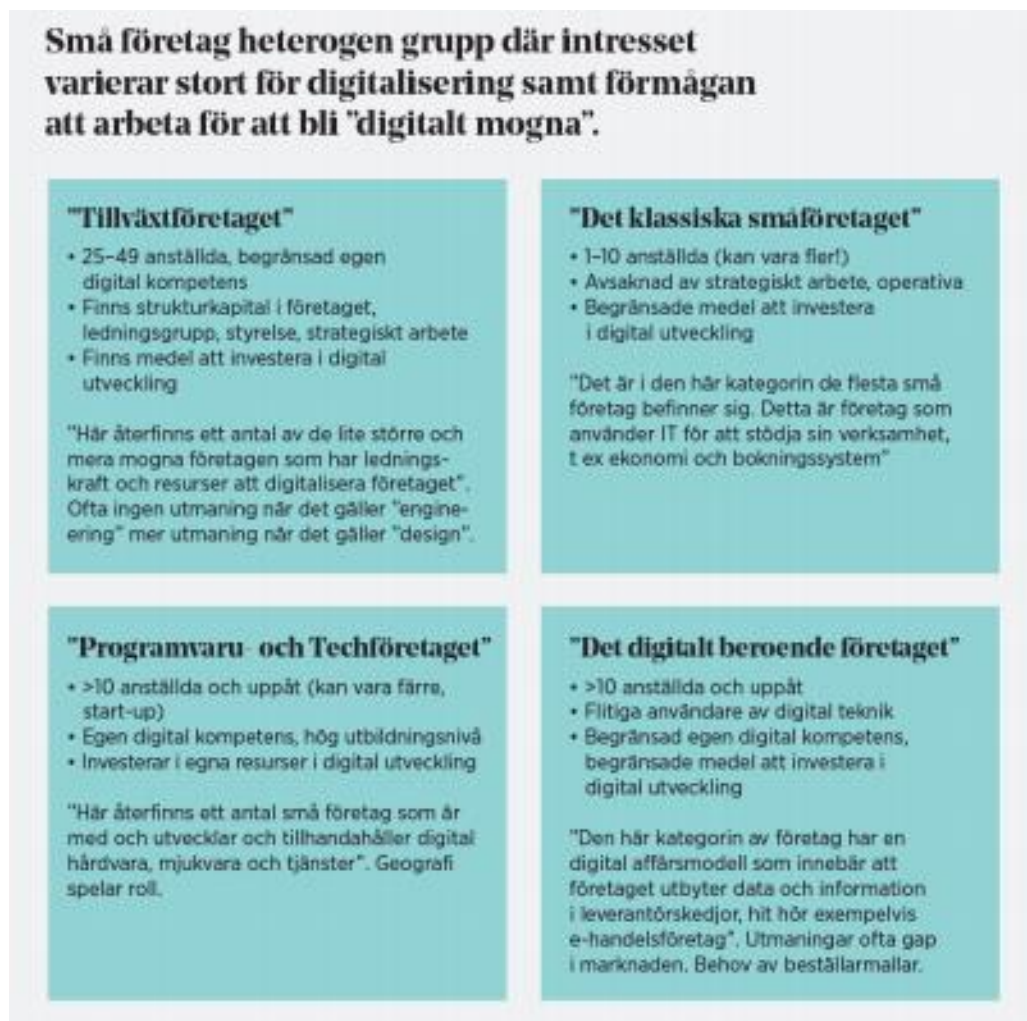 Små företag heterogen grupp där intresset
varierar stort för digitalisering samt förmågan
att arbeta för att bli ”digitalt mogna”.
”Tillväxtföretaget”
• 25–49 anställda, begränsad egen
digital kompetens
• Finns strukturkapital i företaget,
ledningsgrupp, styrelse, strategiskt arbete
• Finns medel att investera i digital
utveckling
”Här återfinns ett antal av de lite större och
mera mogna företagen som har lednings-
kraft och resurser att digitalisera företaget”.
Ofta ingen utmaning när det gäller ”engine-
ering” mer utmaning når det gäller ”design”.
”Det klassiska småföretaget”
• 1–10 anställda (kan vara fler!)
• Avsaknad av strategiskt arbete, operativa
• Begränsade medel att investera
i digital utveckling
”Det är i den här kategorin de flesta små
företag befinner sig. Detta är företag som
använder IT för att stödja sin verksamhet,
t ex ekonomi och bokningssystem”
”Programvaru- och Techföretaget”
• >10 anställda och uppåt (kan vara färre,
start-up)
• Egen digital kompetens, hög utbildningsnivå
• Investerar i egna resurser i digital utveckling
”Här återfinns ett antal små företag som är
med och utvecklar och tillhandahåller digital
hårdvara, mjukvara och tjänster”. Geografi
spelar roll.
”Det digitalt beroende företaget”
• >10 anställda och uppåt
• Flitiga användare av digital teknik
• Begränsad egen digital kompetens,
begränsade medel att investera i
digital utveckling
”Den här kategorin av företag har en
digital affärsmodell som innebär att
företaget utbyter data och information
i leverantörskedjor, hit hör exempelvis
e-handelsföretag”. Utmaningar ofta gap
i marknaden. Behov av beställarmallar.